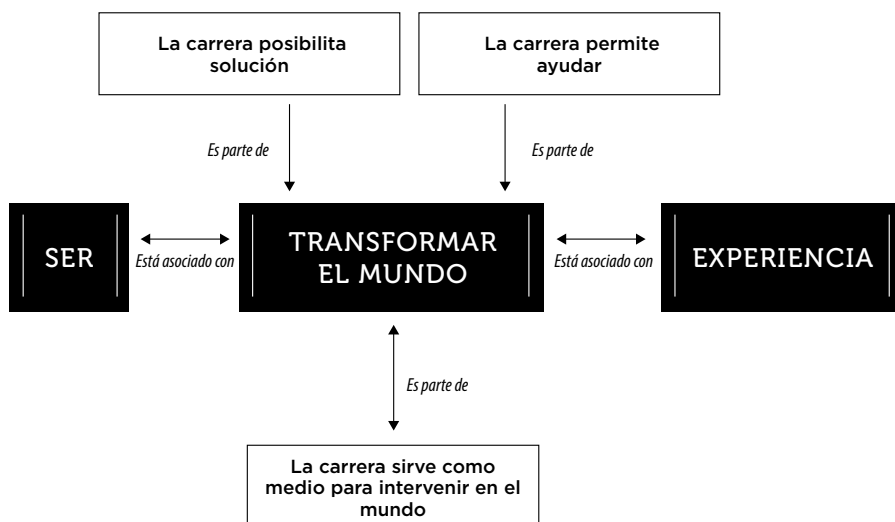 La carrera posibilita
solución
La carrera permite
ayudar
Es parte de
Es parte de
SER
Está asociado con
TRANSFORMAR
EL MUNDO
Está asociado con
EXPERIENCIA
Es parte de
La carrera sirve como
medio para intervenir en el
mundo